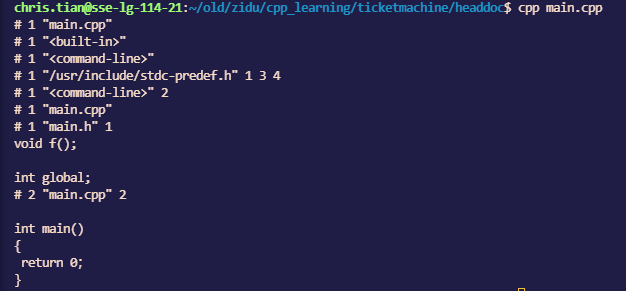 chris.tian@sse-lg-114-21:~/old/zidu/cpp_learning/ticketmachine/headdoc$ cpp main.cpp
# 1 "main.cpp"
# 1 "<built-in>"
# 1 "<command-line>"
# 1 "/usr/include/stdc-predef.h" 1 3 4
# 1 "<command-line>" 2
# 1 "main.cpp"
# 1 "main.h" 1
void f();
int global;
# 2 "main.cpp" 2
int main()
{
 return 0;
}